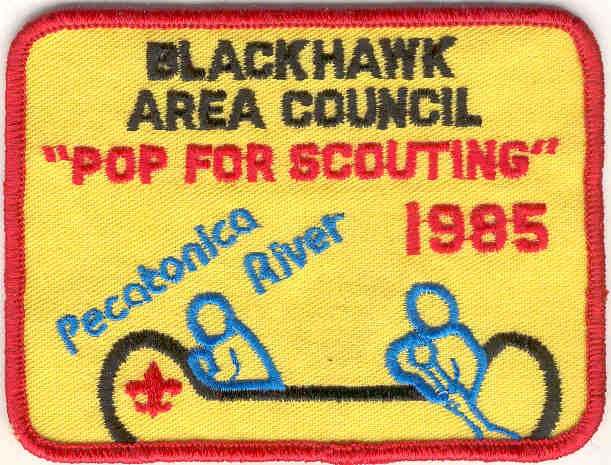 BLACKHAWK
AREA COUNCIL
"POP FOR SCOUTING"
1985
Pecatonica
River